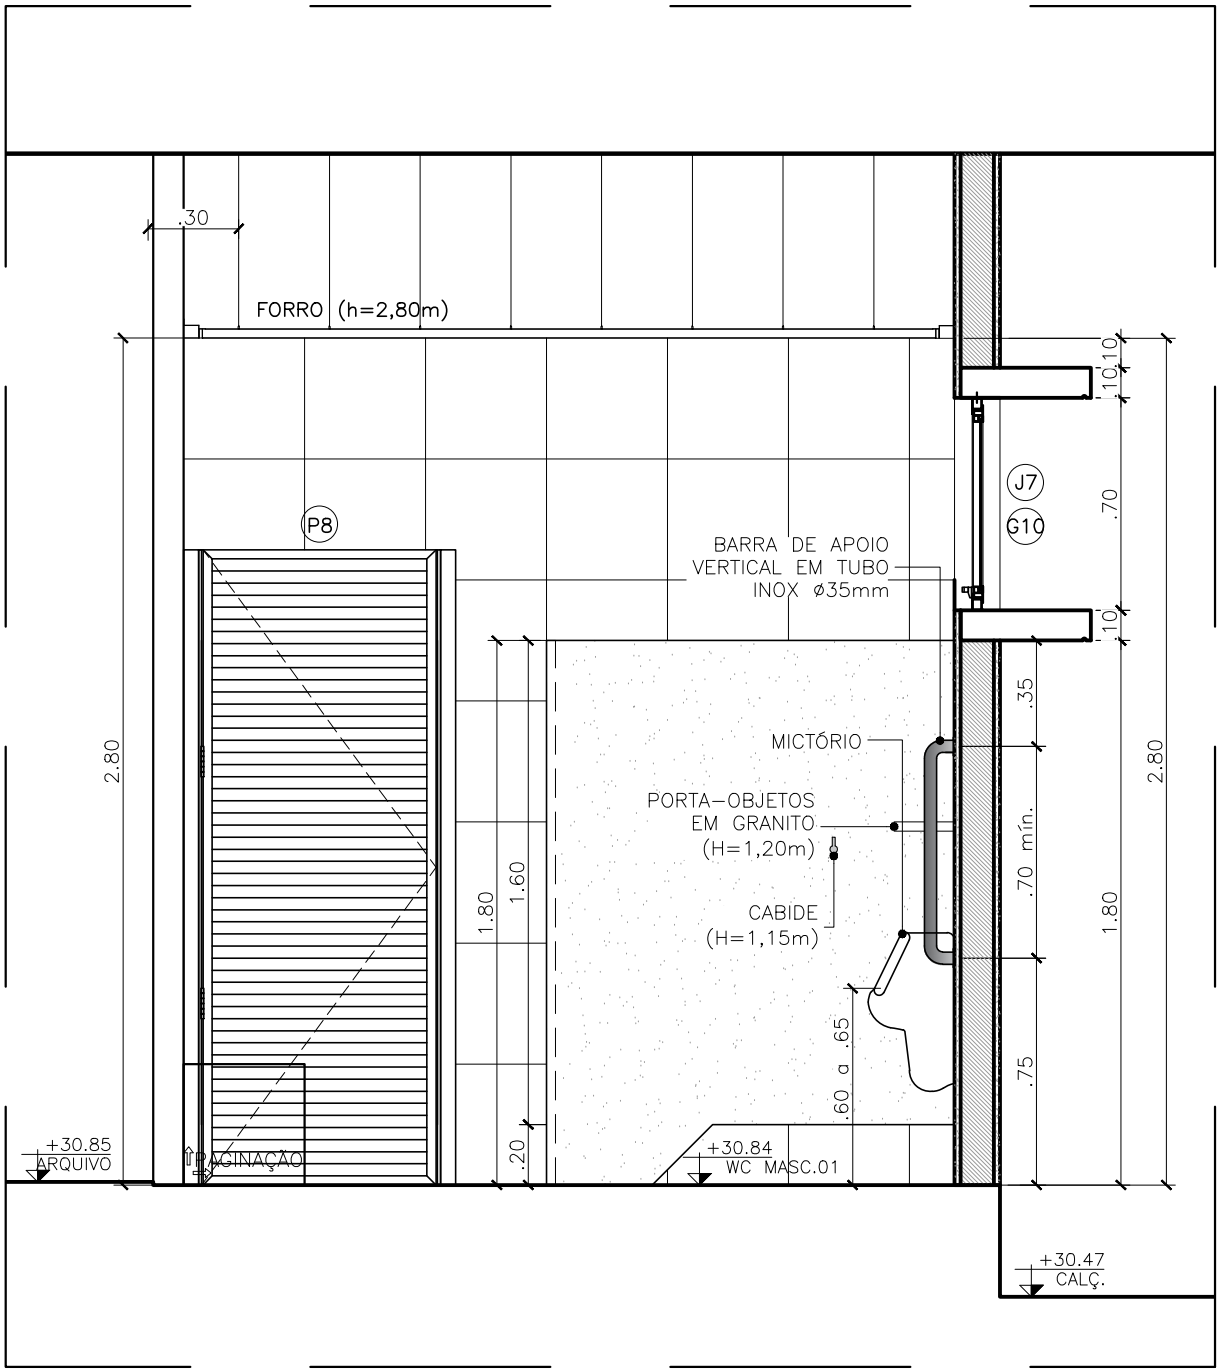 .30
FORRO (h=2,80m)
.10
.10
J7
.70
G10
P8
BARRA DE APOIO
VERTICAL EM TUBO
INOX ø35mm
.10
.35
MICTÓRIO
2.80
2.80
PORTA-OBJETOS
EM GRANITO
(H=1,20m)
.70 mín.
1.60
1.80
1.80
CABIDE
(H=1,15m)
.60 a .65
.75
+30.85
ARQUIVO
PAGINAÇÃO
.20
+30.84
WC MASC.01
+30.47
CALÇ.